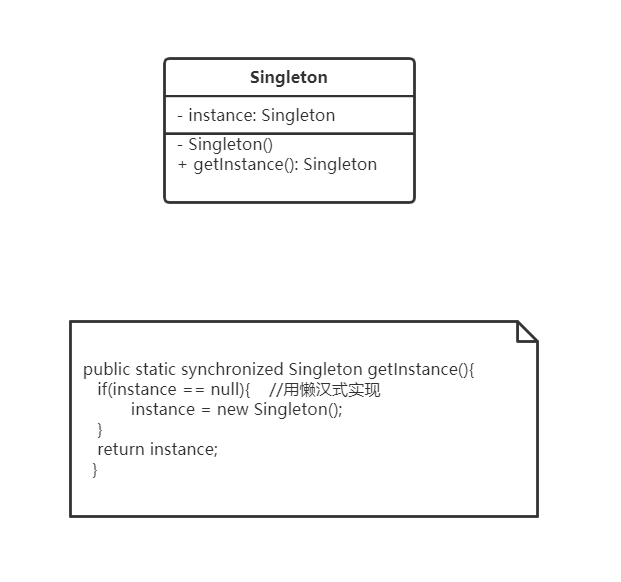 Singleton
- instance: Singleton
- Singleton()
+ getInstance(): Singleton
public static synchronized Singleton getInstance(){
if(instance == null){ //用懒汉式实现
instance = new Singleton();
}
return instance;
}